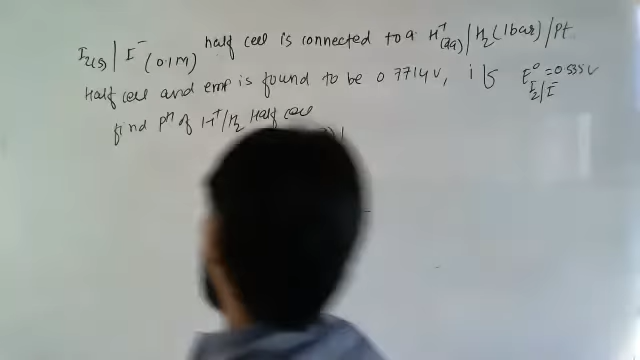 I2(s) | I⁻ (0.1M) half cell is connected to a H⁺(aq) / H2 (1bar) / Pt
Half cell and emf is found to be 0.7714V, if E⁰ I2/I⁻ = 0.535V
find pH of H⁺/H2 Half cell